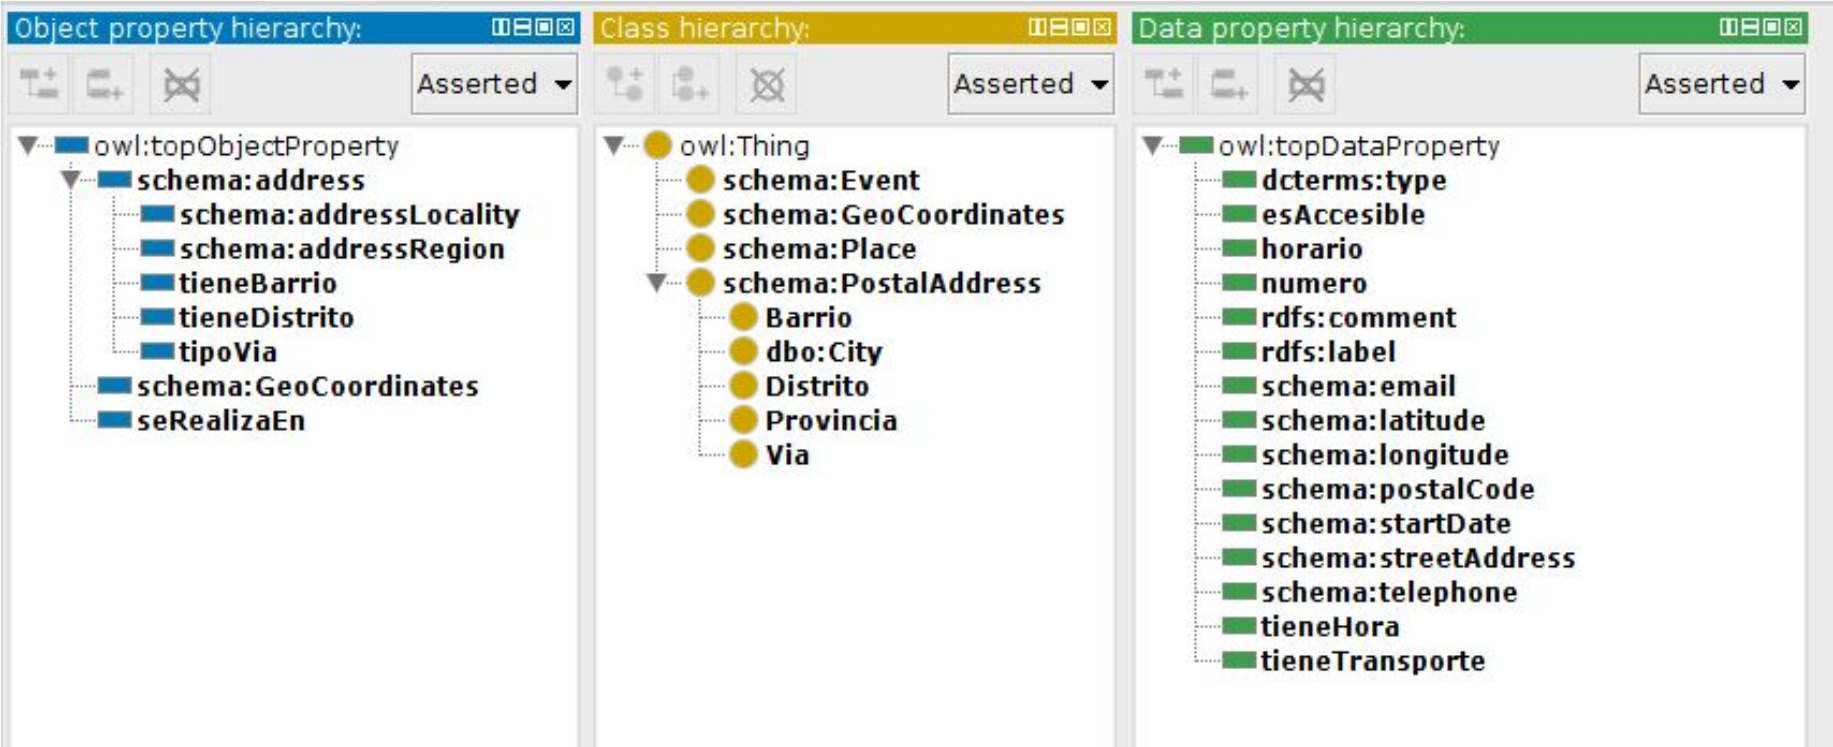 Object property hierarchy:
Asserted
owl:topObjectProperty
schema:address
schema:addressLocality
schema:addressRegion
tieneBarrio
tieneDistrito
tipoVia
schema:GeoCoordinates
seRealizaEn
Class hierarchy:
Asserted
owl:Thing
schema:Event
schema:GeoCoordinates
schema:Place
schema:PostalAddress
Barrio
dbo:City
Distrito
Provincia
Via
Data property hierarchy:
Asserted
owl:topDataProperty
dcterms:type
esAccesible
horario
numero
rdfs:comment
rdfs:label
schema:email
schema:latitude
schema:longitude
schema:postalCode
schema:startDate
schema:streetAddress
schema:telephone
tieneHora
tieneTransporte